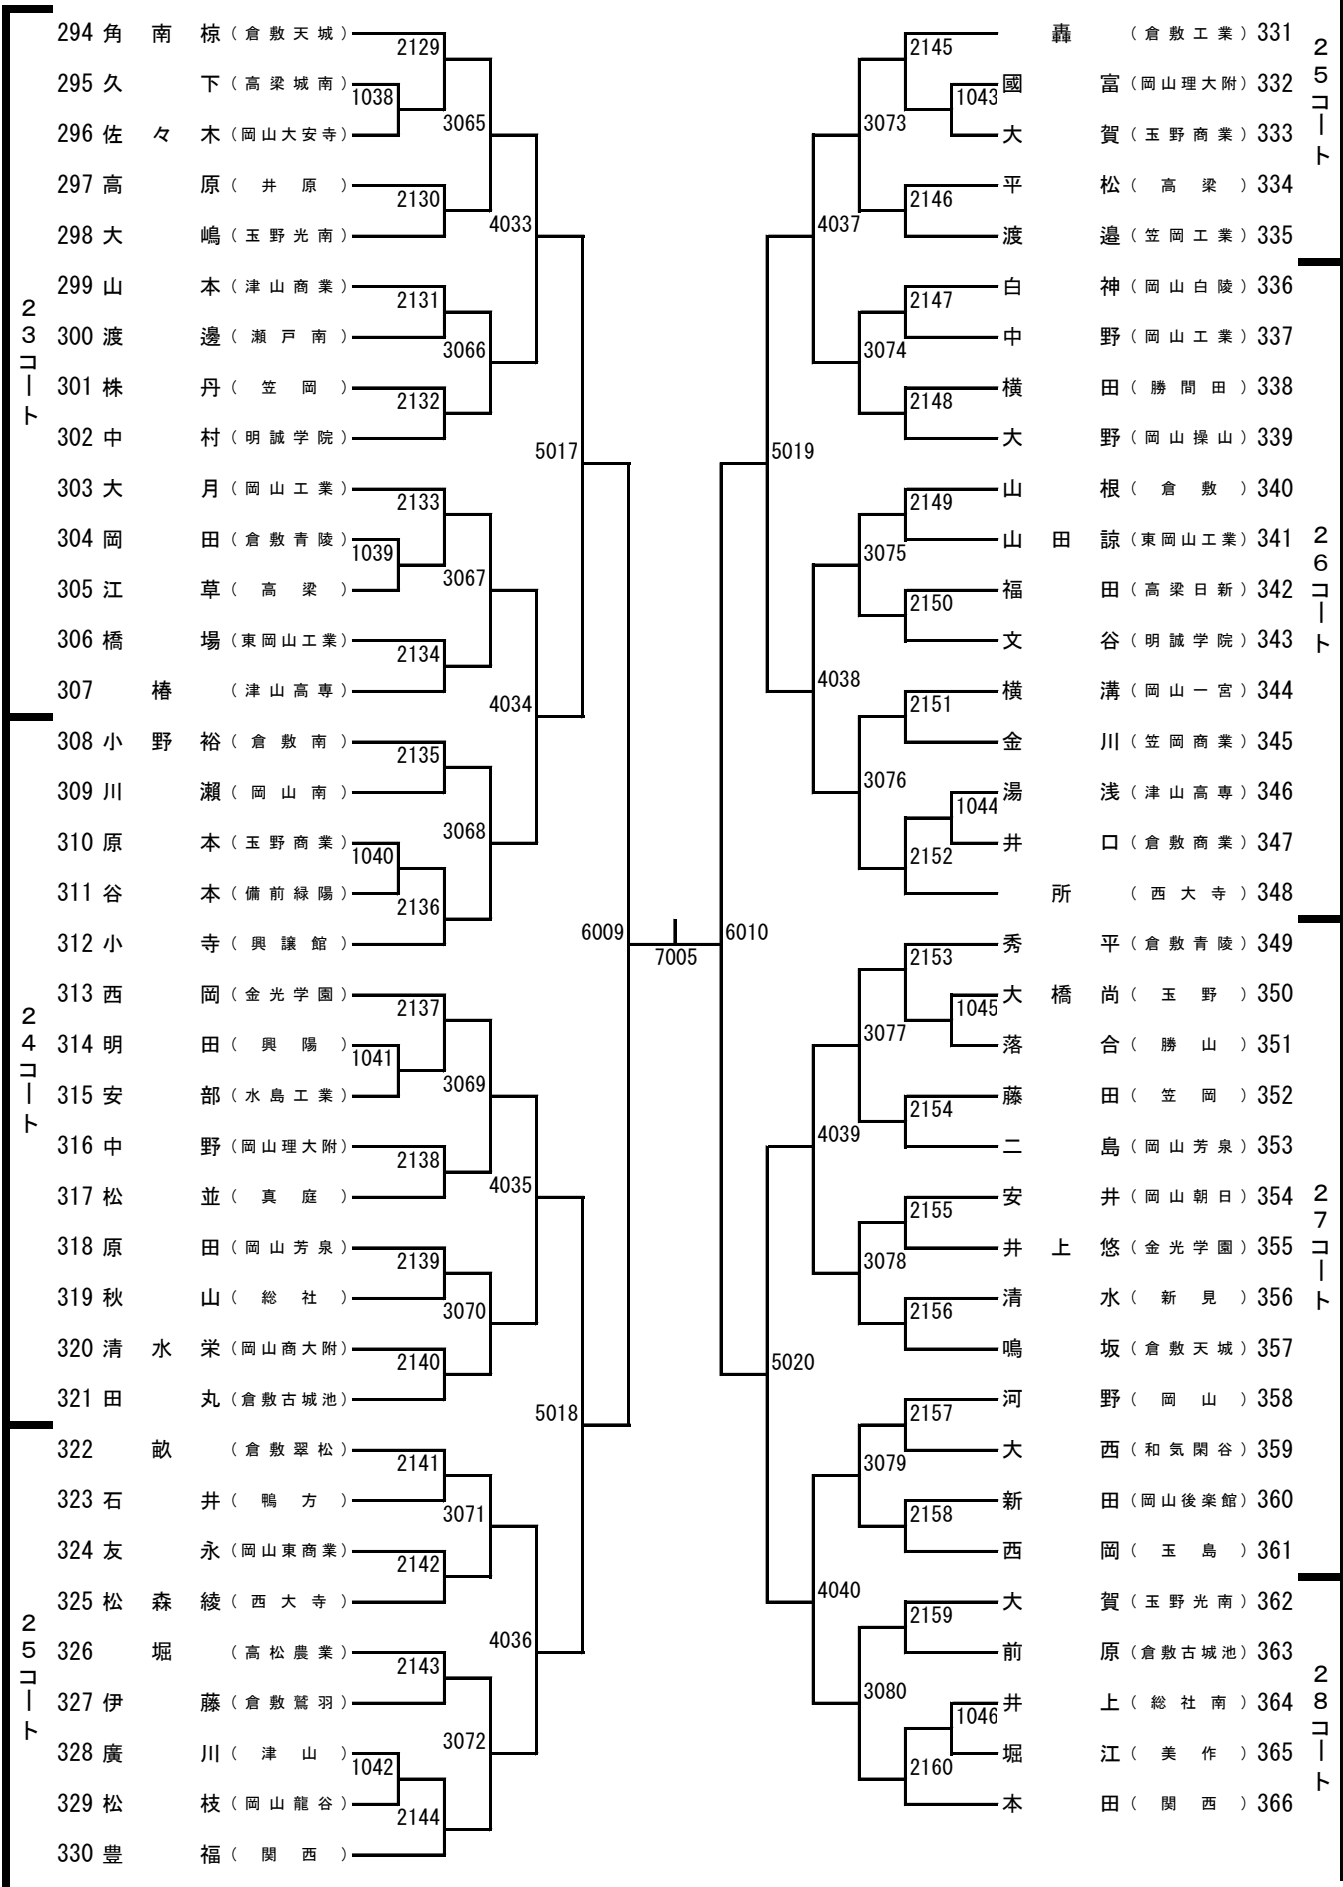 294 角南椋(倉敷天城)
2129
295 久下(高梁城南)
1038
296 佐々木(岡山大安寺)
3065
297 高原(井原)
2130
298 大嶋(玉野光南)
4033
299 山本(津山商業)
2131
300 渡邊(瀬戸南)
3066
301 株丹(笠岡)
2132
302 中村(明誠学院)
5017
303 大月(岡山工業)
2133
304 岡田(倉敷青陵)
1039
305 江草(高梁)
3067
306 橋場(東岡山工業)
2134
307 椿(津山高専)
4034
308 小野裕(倉敷南)
2135
309 川瀬(岡山南)
3068
310 原本(玉野商業)
1040
311 谷本(備前緑陽)
2136
312 小寺(興譲館)
6009
313 西岡(金光学園)
2137
314 明田(興陽)
1041
315 安部(水島工業)
3069
316 中野(岡山理大附)
2138
317 松並(真庭)
4035
318 原田(岡山芳泉)
2139
319 秋山(総社)
3070
320 清水栄(岡山商大附)
2140
321 田丸(倉敷古城池)
5018
322 畝(倉敷翠松)
2141
323 石井(鴨方)
3071
324 友永(岡山東商業)
2142
325 松森綾(西大寺)
4036
326 堀(高松農業)
2143
327 伊藤(倉敷鷲羽)
3072
328 廣川(津山)
1042
329 松枝(岡山龍谷)
2144
330 豊福(関西)
23コート
24コート
25コート
7005
轟(倉敷工業)331
2145
國富(岡山理大附)332
1043
大賀(玉野商業)333
3073
平松(高梁)334
2146
渡邉(笠岡工業)335
4037
白神(岡山白陵)336
2147
中野(岡山工業)337
3074
横田(勝間田)338
2148
大野(岡山操山)339
5019
山根(倉敷)340
2149
山田諒(東岡山工業)341
3075
福田(高梁日新)342
2150
文谷(明誠学院)343
4038
横溝(岡山一宮)344
2151
金川(笠岡商業)345
3076
湯浅(津山高専)346
1044
井口(倉敷商業)347
2152
所(西大寺)348
6010
秀平(倉敷青陵)349
2153
大橋尚(玉野)350
1045
落合(勝山)351
3077
藤田(笠岡)352
2154
二島(岡山芳泉)353
4039
安井(岡山朝日)354
2155
井上悠(金光学園)355
3078
清水(新見)356
2156
鳴坂(倉敷天城)357
5020
河野(岡山)358
2157
大西(和気閑谷)359
3079
新田(岡山後楽館)360
2158
西岡(玉島)361
4040
大賀(玉野光南)362
2159
前原(倉敷古城池)363
3080
井上(総社南)364
1046
堀江(美作)365
2160
本田(関西)366
25コート
26コート
27コート
28コート